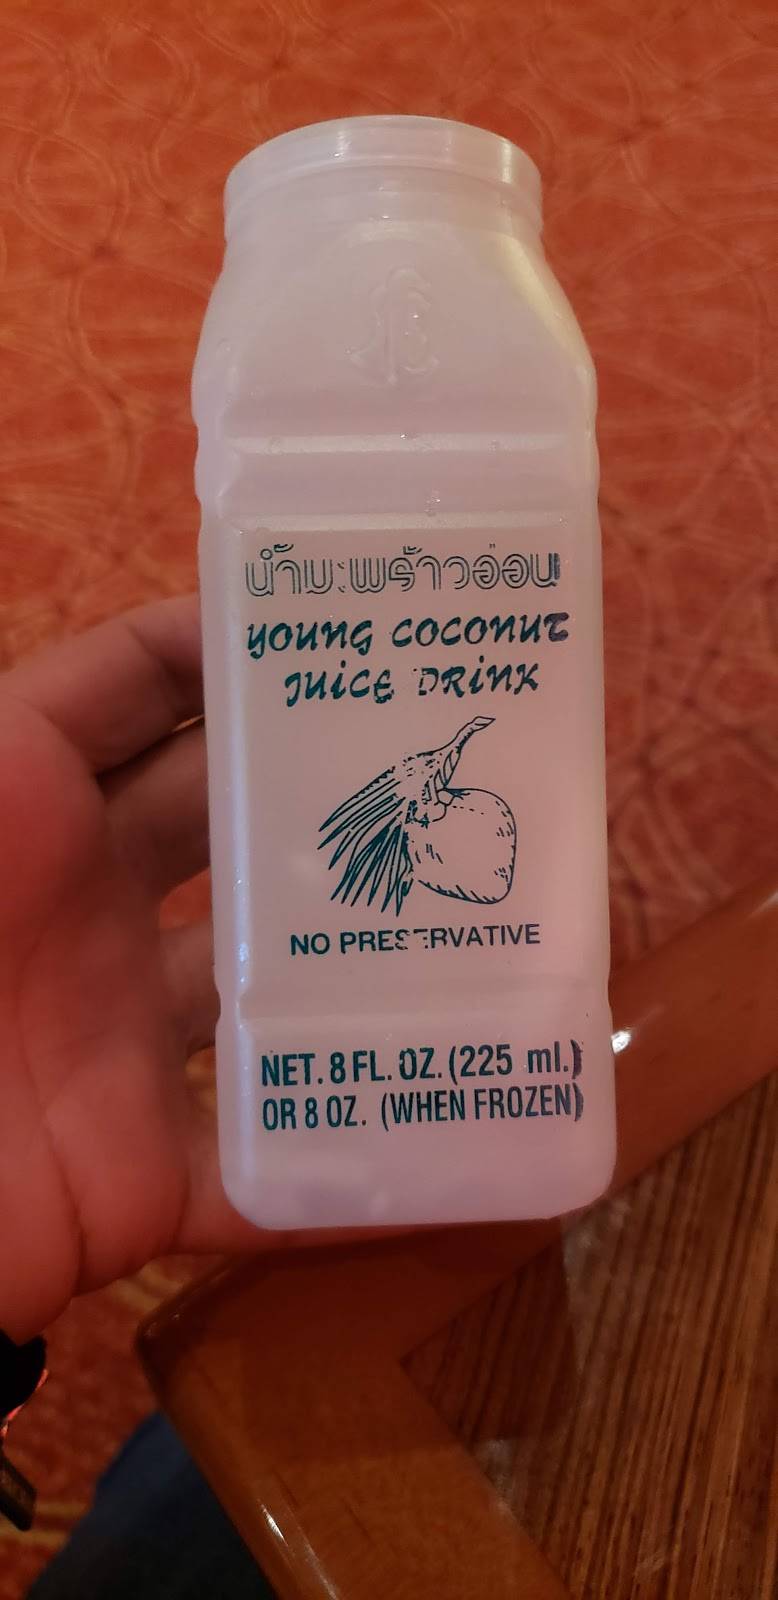 น้ำมะพร้าวอ่อน
YOUNG COCONUT
JUICE DRINK
NO PRESERVATIVE
NET. 8 FL. OZ. (225 ml.)
OR 8 OZ. (WHEN FROZEN)